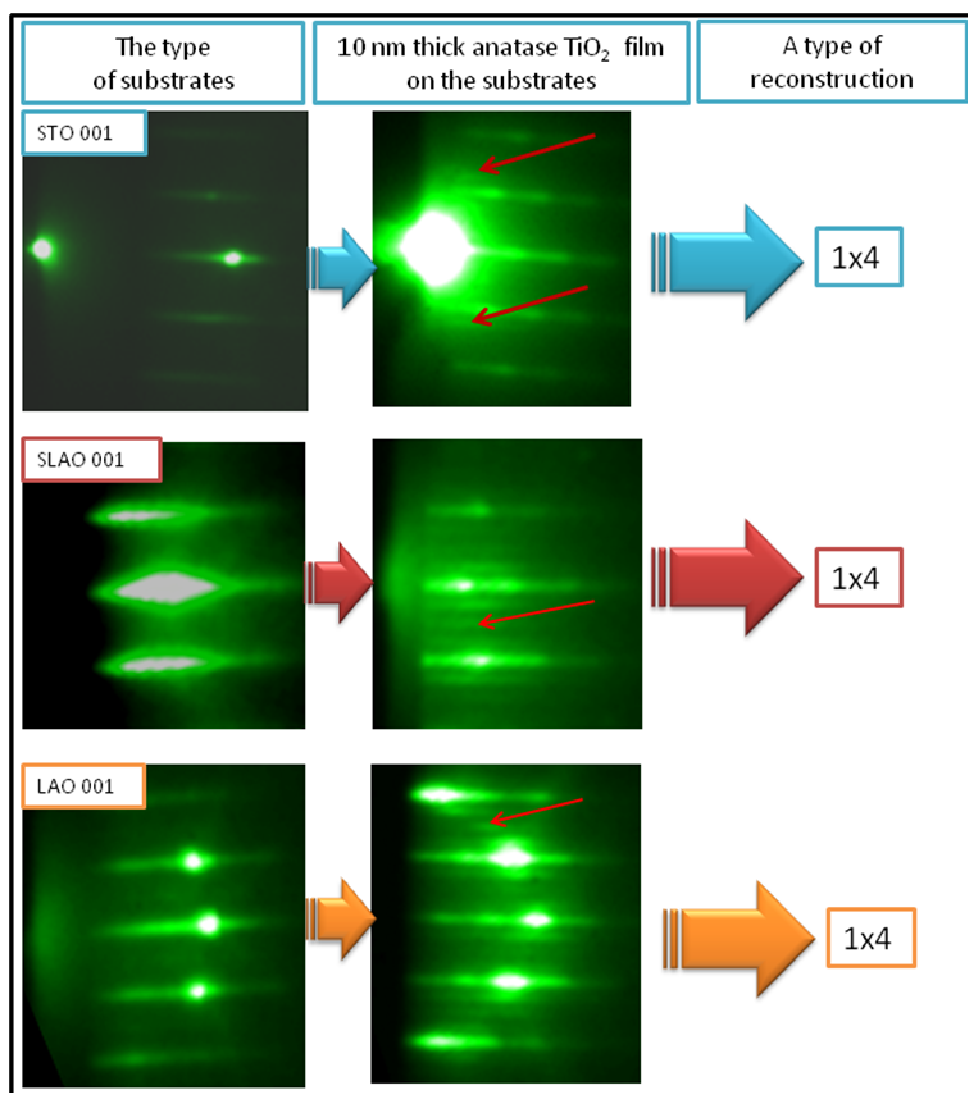 The type
of substrates
10 nm thick anatase TiO₂ film
on the substrates
A type of
reconstruction
STO 001
1x4
SLAO 001
1x4
LAO 001
1x4